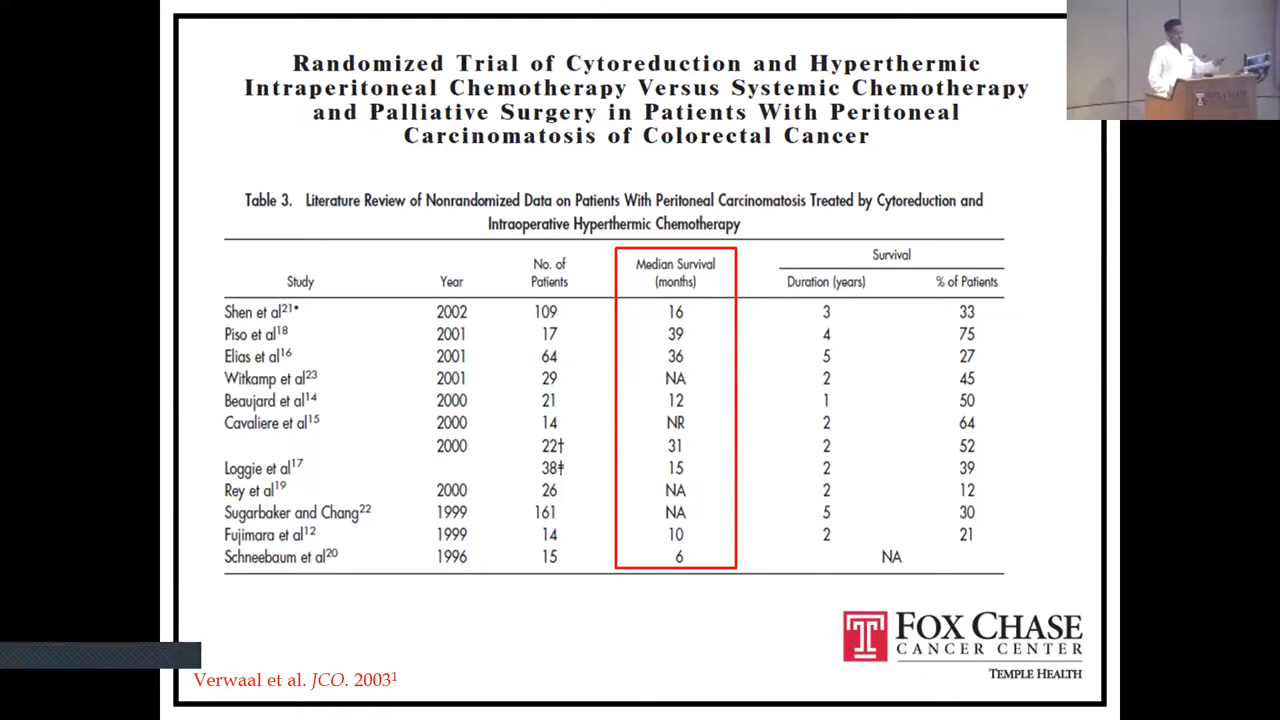 Randomized Trial of Cytoreduction and Hyperthermic
Intraperitoneal Chemotherapy Versus Systemic Chemotherapy
and Palliative Surgery in Patients With Peritoneal
Carcinomatosis of Colorectal Cancer
Table 3. Literature Review of Nonrandomized Data on Patients With Peritoneal Carcinomatosis Treated by Cytoreduction and
Intraoperative Hyperthermic Chemotherapy
Study Year No. of Patients Median Survival (months) Survival
Duration (years) % of Patients
Shen et al21* 2002 109 16 3 33
Piso et al18 2001 17 39 4 75
Elias et al16 2001 64 36 5 27
Witkamp et al23 2001 29 NA 2 45
Beaujard et al14 2000 21 12 1 50
Cavaliere et al15 2000 14 NR 2 64
2000 22† 31 2 52
Loggie et al17 38‡ 15 2 39
Rey et al19 2000 26 NA 2 12
Sugarbaker and Chang22 1999 161 NA 5 30
Fujimara et al12 1999 14 10 2 21
Schneebaum et al20 1996 15 6 NA
FOX CHASE
CANCER CENTER
TEMPLE HEALTH
Verwaal et al. JCO. 2003¹
FOX CHASE
CANCER CENTER